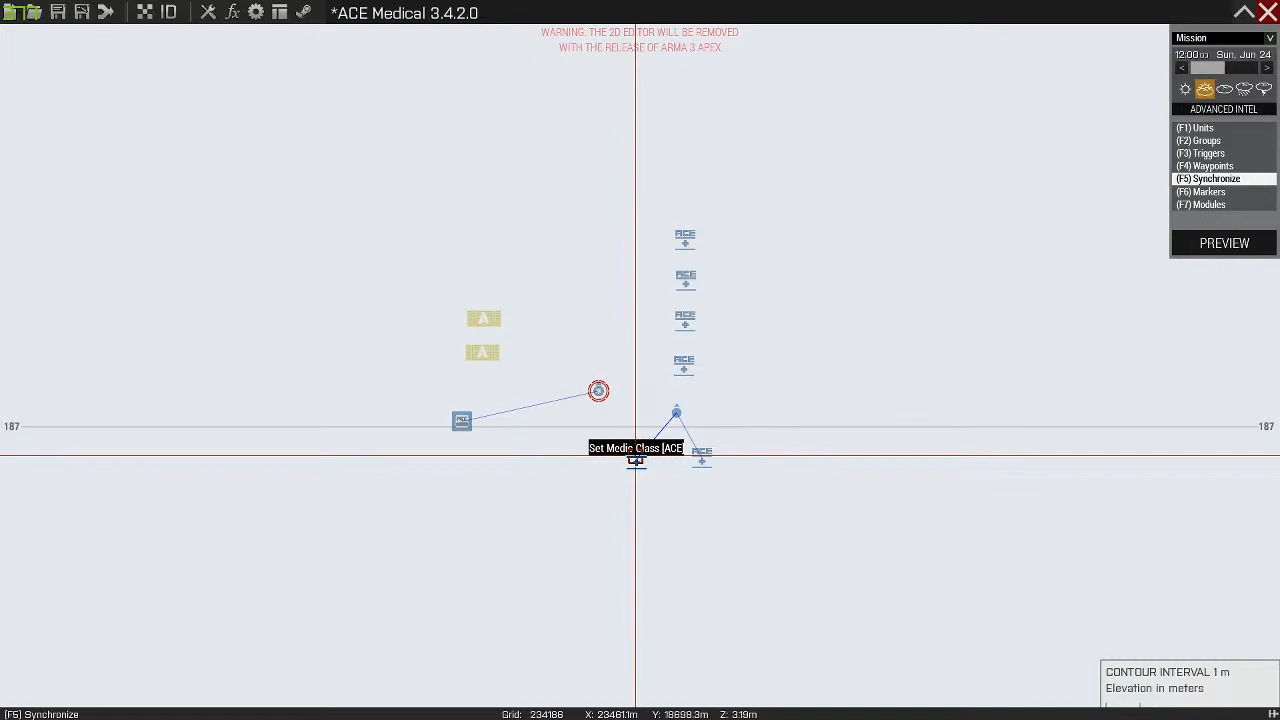 ID
fx
*ACE Medical 3.4.2.0
WARNING: THE 2D EDITOR WILL BE REMOVED
WITH THE RELEASE OF ARMA 3 APEX
Mission
12:00 Sun, Jun 24
< >
ADVANCED INTEL
(F1) Units
(F2) Groups
(F3) Triggers
(F4) Waypoints
(F5) Synchronize
(F6) Markers
(F7) Modules
PREVIEW
ACE
ACE
ACE
ACE
187
187
Set Medic Class [ACE]
ACE
CONTOUR INTERVAL 1 m
Elevation in meters
(F5) Synchronize
Grid: 234186 X: 23461.1m Y: 18698.3m Z: 3.19m